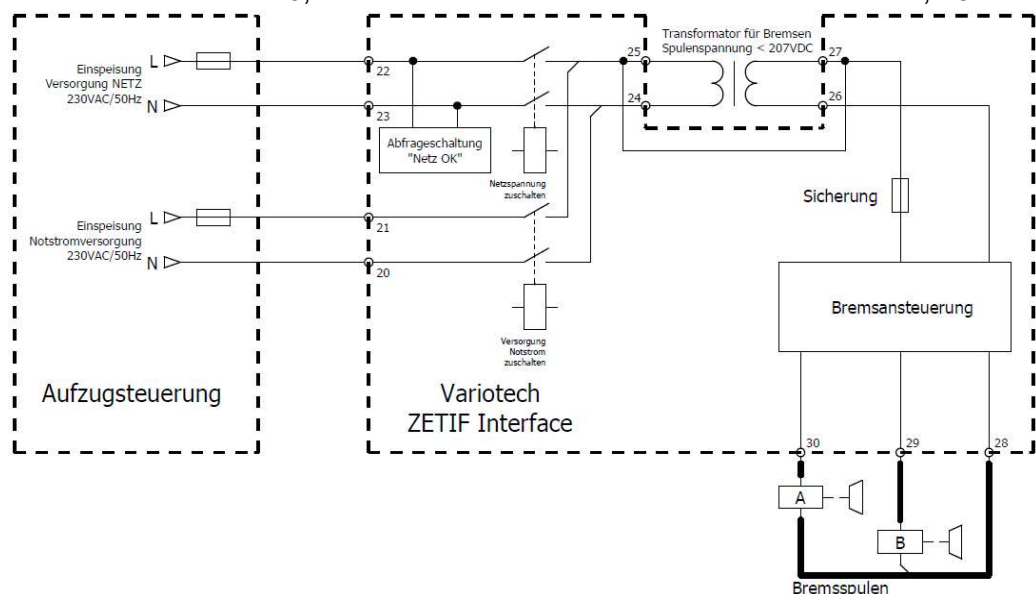 Einspeisung
Versorgung NETZ
230VAC/50Hz
L
N
22
23
Abfrageschaltung
"Netz OK"
Netzspannung
zuschalten
25
24
Transformator für Bremsen
Spulenspannung < 207VDC
27
26
Sicherung
Einspeisung
Notstromversorgung
230VAC/50Hz
L
N
21
20
Versorgung
Notstrom
zuschalten
Bremsansteuerung
Aufzugsteuerung
Variotech
ZETIF Interface
30
29
28
A
B
Bremsspulen